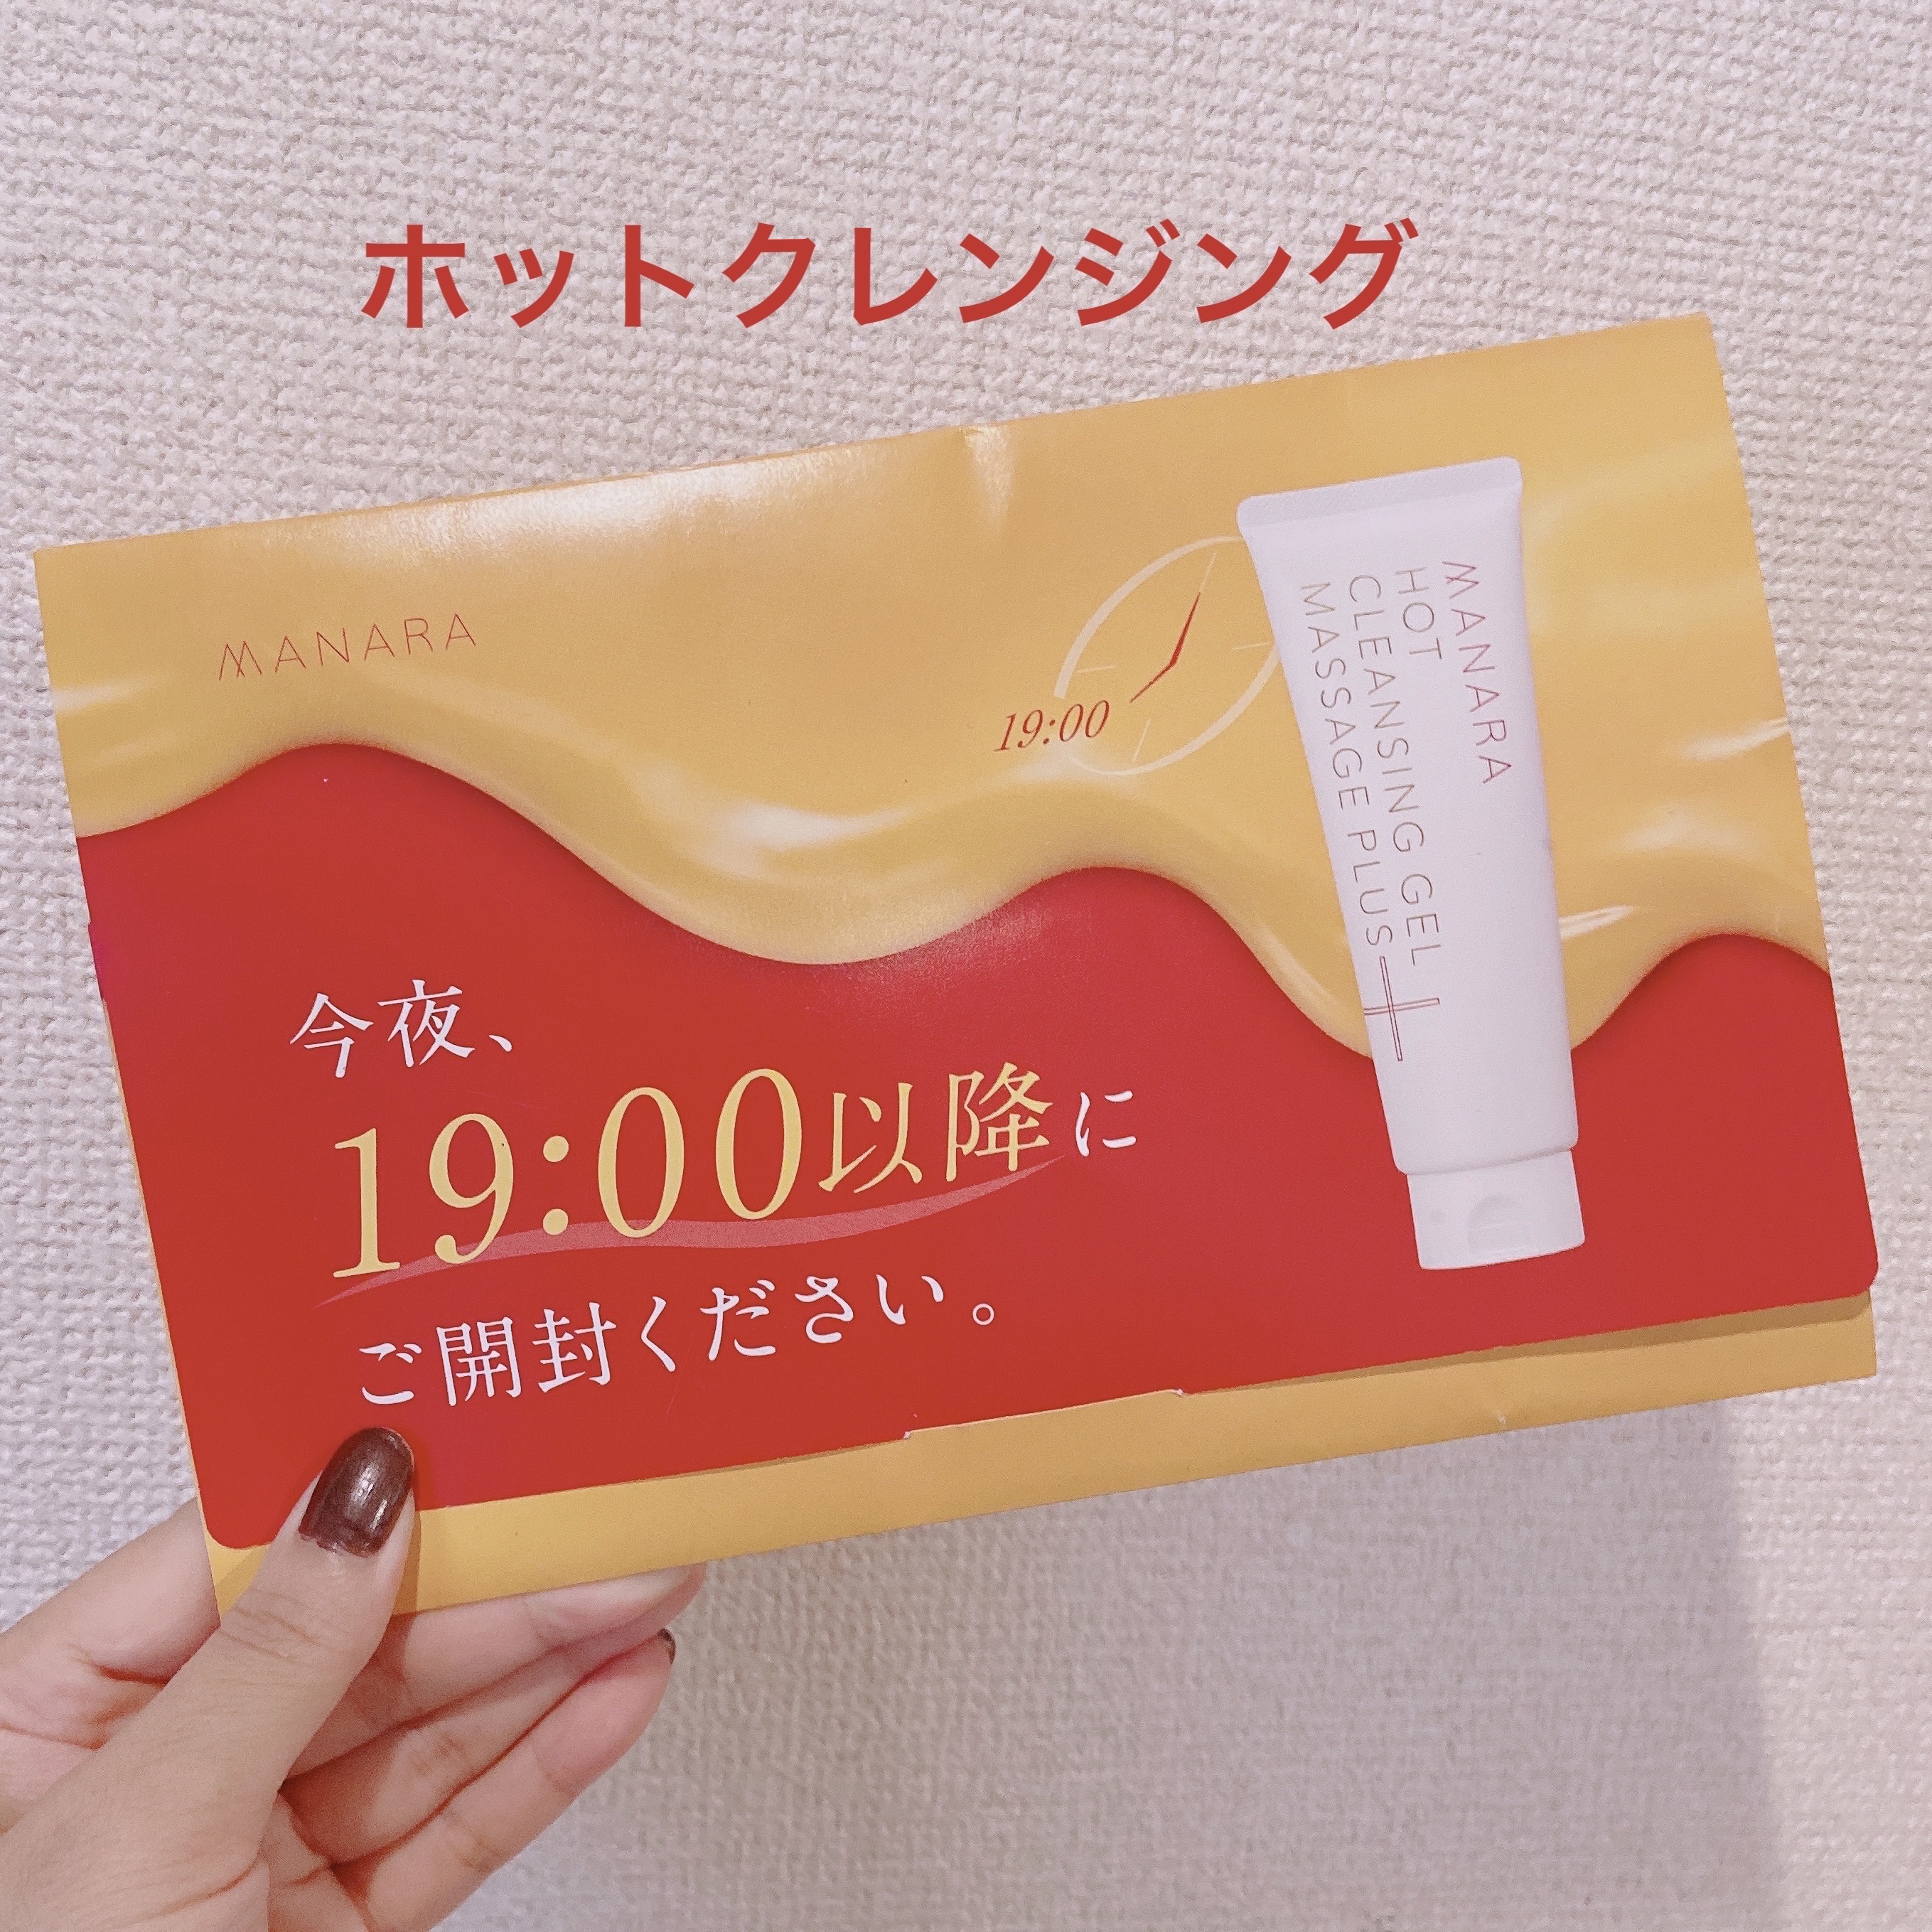 ホットクレンジング
MANARA
19:00
MANARA
HOT
CLEANSING GEL
MASSAGE PLUS
今夜、
19:00以降に
ご開封ください。